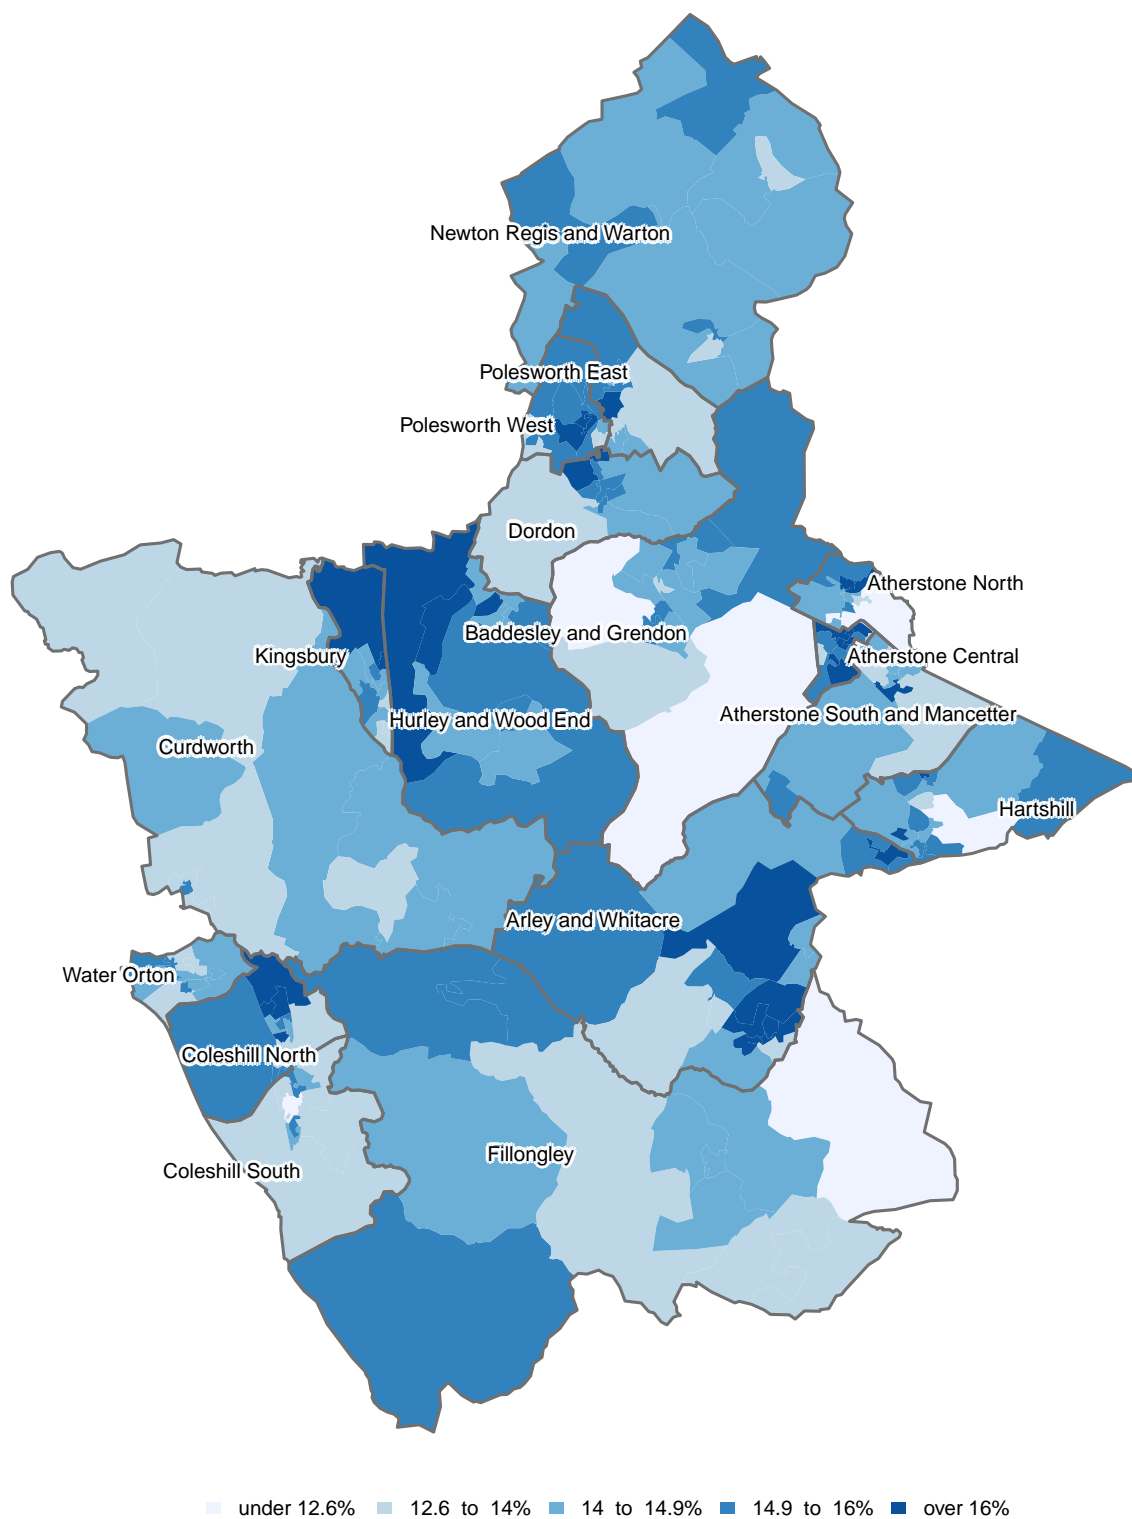 Newton Regis and Warton
Polesworth East
Polesworth West
Dordon
Atherstone North
Baddesley and Grendon
Kingsbury
Atherstone Central
Hurley and Wood End
Atherstone South and Mancetter
Curdworth
Hartshill
Arley and Whitacre
Water Orton
Coleshill North
Fillongley
Coleshill South
under 12.6% 12.6 to 14% 14 to 14.9% 14.9 to 16% over 16%